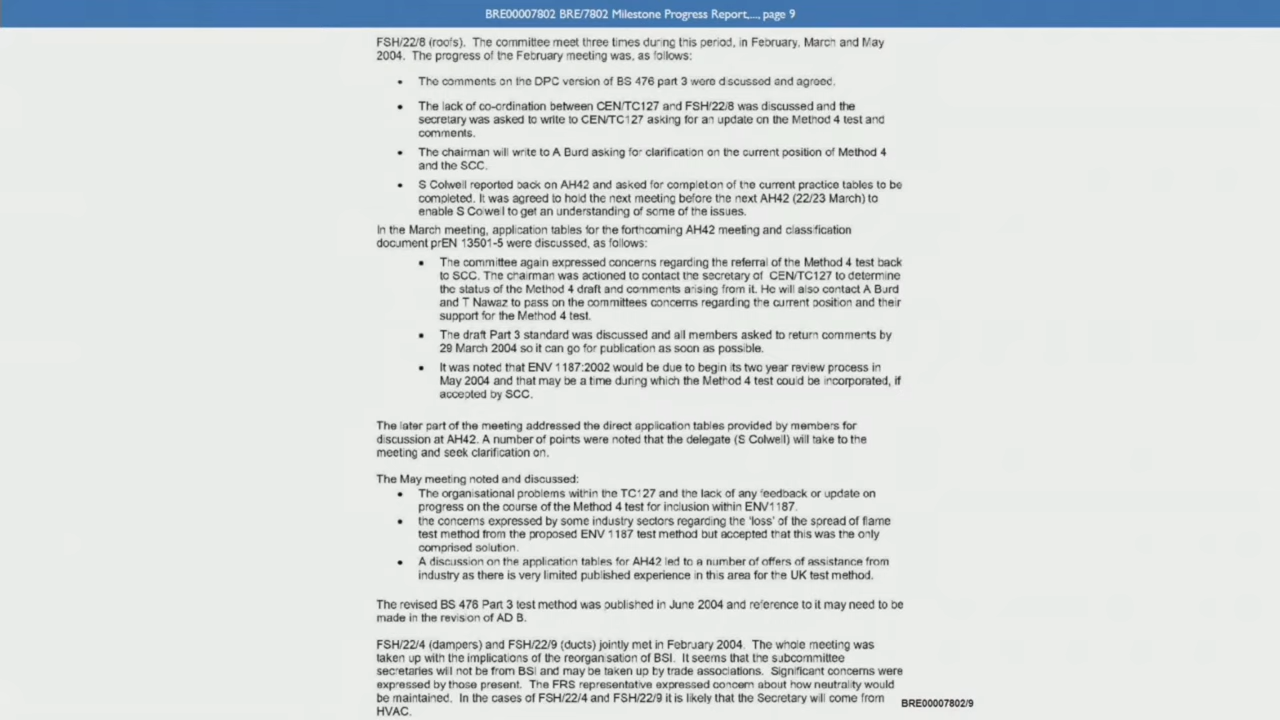 BRE00007802 BRE/7802 Milestone Progress Report,..., page 9
FSH/22/8 (roofs). The committee meet three times during this period, in February, March and May
2004. The progress of the February meeting was, as follows:
• The comments on the DPC version of BS 476 part 3 were discussed and agreed.
• The lack of co-ordination between CEN/TC127 and FSH/22/8 was discussed and the
secretary was asked to write to CEN/TC127 asking for an update on the Method 4 test and
comments.
• The chairman will write to A Burd asking for clarification on the current position of Method 4
and the SCC.
• S Colwell reported back on AH42 and asked for completion of the current practice tables to be
completed. It was agreed to hold the next meeting before the next AH42 (22/23 March) to
enable S Colwell to get an understanding of some of the issues.
In the March meeting, application tables for the forthcoming AH42 meeting and classification
document prEN 13501-5 were discussed, as follows:
• The committee again expressed concerns regarding the referral of the Method 4 test back
to SCC. The chairman was actioned to contact the secretary of CEN/TC127 to determine
the status of the Method 4 draft and comments arising from it. He will also contact A Burd
and T Nawaz to pass on the committees concerns regarding the current position and their
support for the Method 4 test.
• The draft Part 3 standard was discussed and all members asked to return comments by
29 March 2004 so it can go for publication as soon as possible.
• It was noted that ENV 1187:2002 would be due to begin its two year review process in
May 2004 and that may be a time during which the Method 4 test could be incorporated, if
accepted by SCC.
The later part of the meeting addressed the direct application tables provided by members for
discussion at AH42. A number of points were noted that the delegate (S Colwell) will take to the
meeting and seek clarification on.
The May meeting noted and discussed:
• The organisational problems within the TC127 and the lack of any feedback or update on
progress on the course of the Method 4 test for inclusion within ENV1187.
• the concerns expressed by some industry sectors regarding the 'loss' of the spread of flame
test method from the proposed ENV 1187 test method but accepted that this was the only
comprised solution.
• A discussion on the application tables for AH42 led to a number of offers of assistance from
industry as there is very limited published experience in this area for the UK test method.
The revised BS 476 Part 3 test method was published in June 2004 and reference to it may need to be
made in the revision of AD B.
FSH/22/4 (dampers) and FSH/22/9 (ducts) jointly met in February 2004. The whole meeting was
taken up with the implications of the reorganisation of BSI. It seems that the subcommittee
secretaries will not be from BSI and may be taken up by trade associations. Significant concerns were
expressed by those present. The FRS representative expressed concern about how neutrality would
be maintained. In the cases of FSH/22/4 and FSH/22/9 it is likely that the Secretary will come from
HVAC.
BRE00007802/9